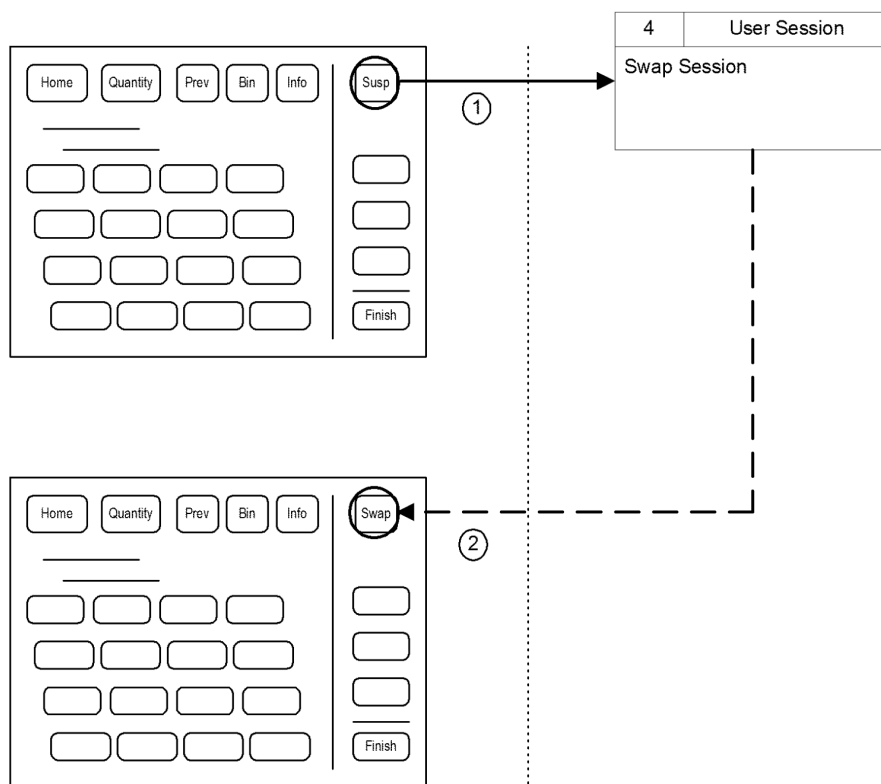 4 User Session
Swap Session
Home Quantity Prev Bin Info Susp
1
Finish
Home Quantity Prev Bin Info Swap
2
Finish